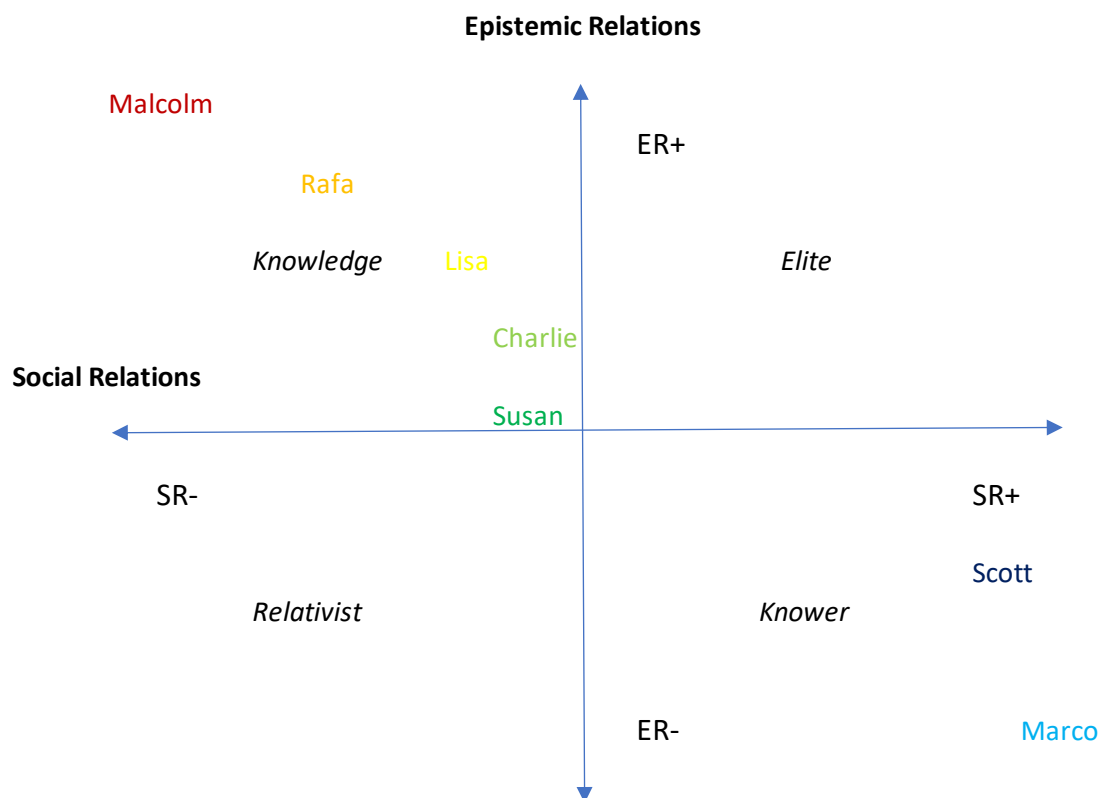 Epistemic Relations
Malcolm
ER+
Rafa
Knowledge
Lisa
Elite
Charlie
Social Relations
Susan
SR-
SR+
Scott
Relativist
Knower
ER-
Marco